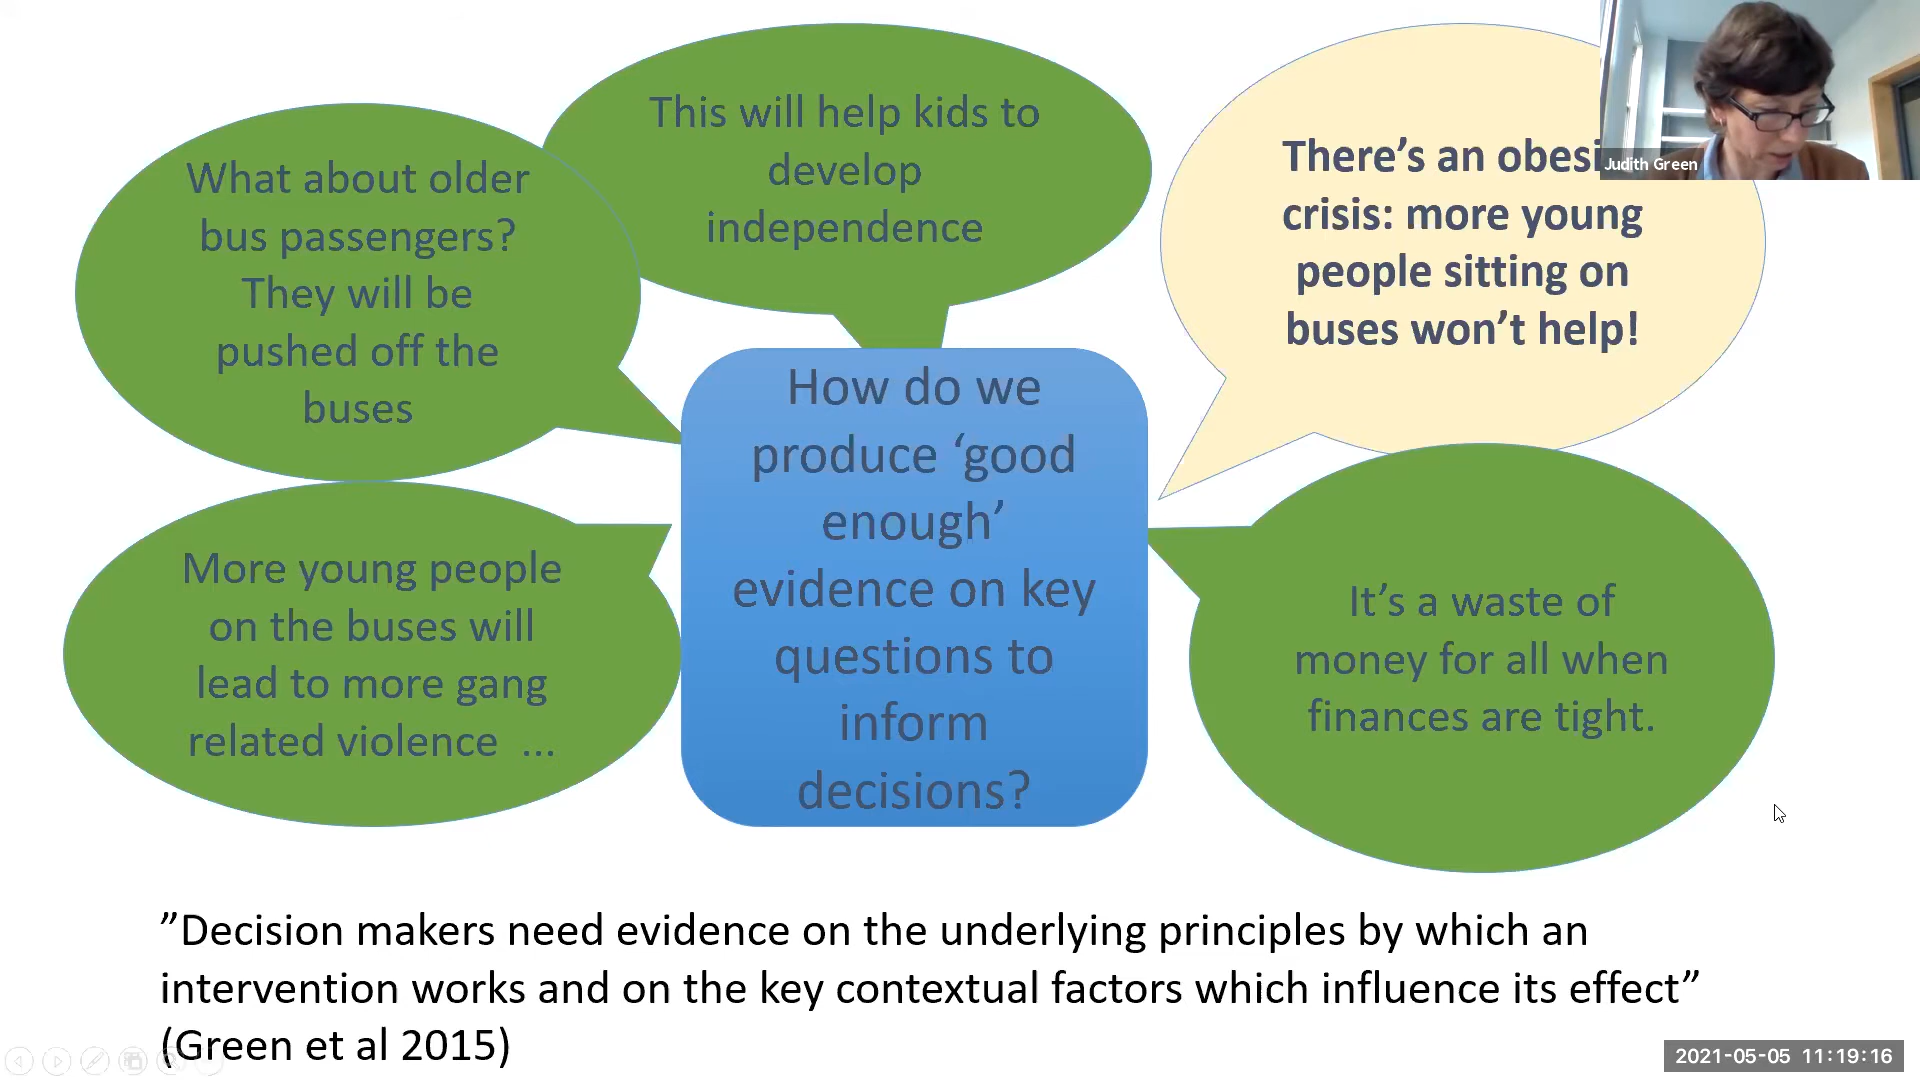 This will help kids to
develop
independence
What about older
bus passengers?
They will be
pushed off the
buses
There’s an
crisis: more young
people sitting on
buses won’t help!
Judith Green
How do we
produce ‘good
enough’
evidence on key
questions to
inform
decisions?
More young people
on the buses will
lead to more gang
related violence ...
It’s a waste of
money for all when
finances are tight.
”Decision makers need evidence on the underlying principles by which an
intervention works and on the key contextual factors which influence its effect”
(Green et al 2015)
2021-05-05 11:19:16